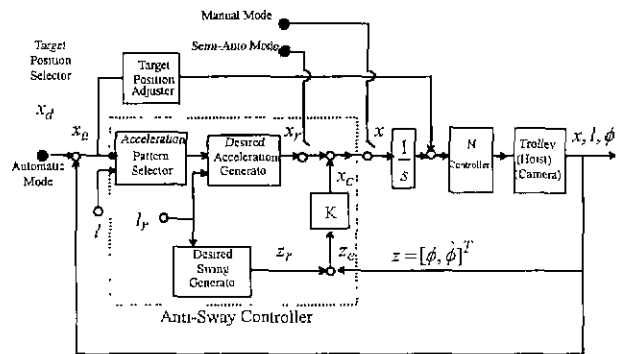 Manual Mode
Semi-Auto Mode
Target
Position
Selector
Target
Position
Adjuster
x_d
x_e
Acceleration
Pattern
Selector
Desired
Acceleration
Generato
x_r
x
1
s
N
Controller
Trolley
(Hoist)
(Camera)
x, l, ϕ
Automatic
Mode
x_c
K
l
l_r
Desired
Swing
Generato
z_r
z_e
z = [ϕ, ϕ̇]^T
Anti-Sway Controller